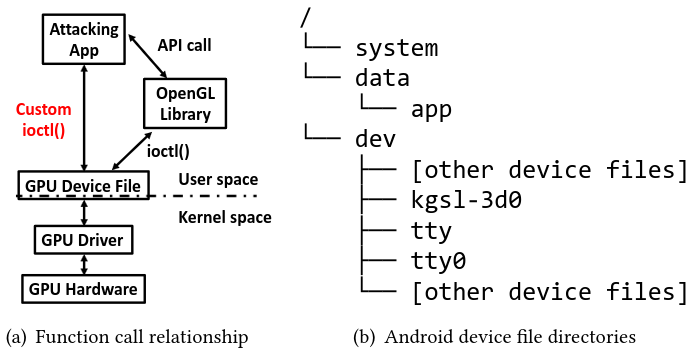 Attacking
App
API call
OpenGL
Library
Custom
ioctl()
ioctl()
GPU Device File
User space
Kernel space
GPU Driver
GPU Hardware
(a) Function call relationship
/
└── system
└── data
    └── app
└── dev
    ├── [other device files]
    ├── kgsl-3d0
    ├── tty
    ├── tty0
    └── [other device files]
(b) Android device file directories